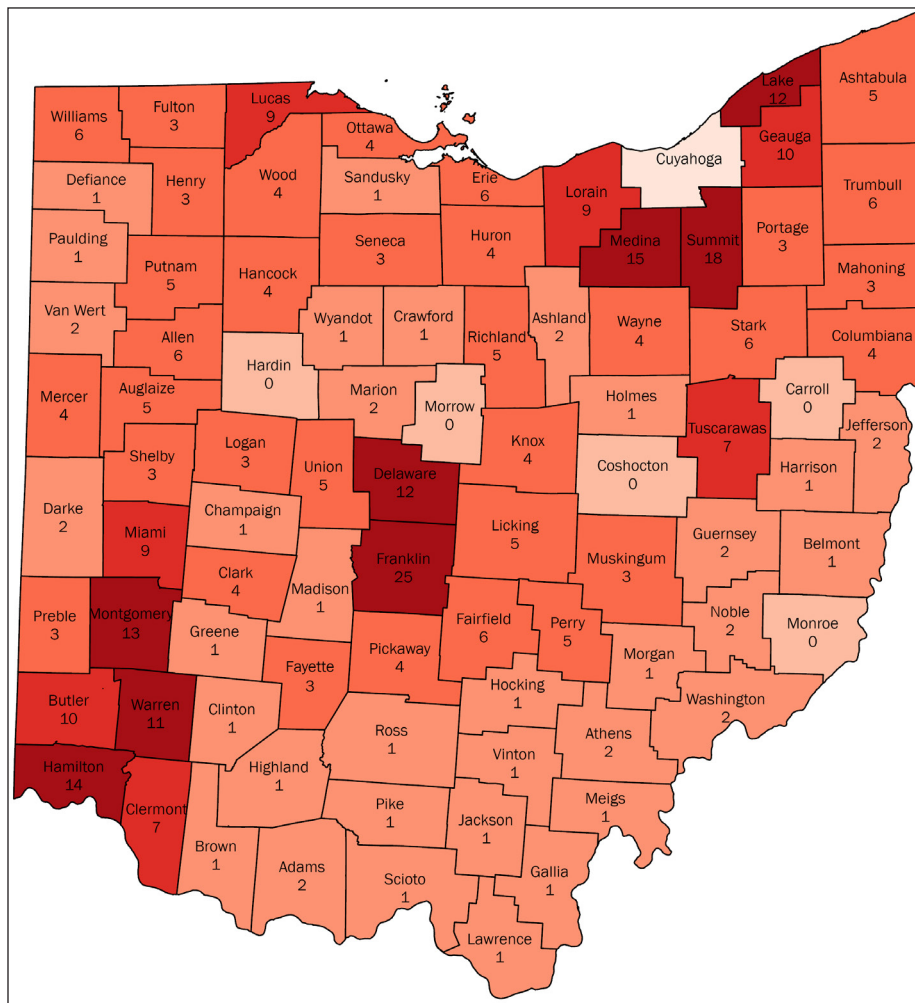 Williams
6
Fulton
3
Lucas
9
Ottawa
4
Lake
12
Ashtabula
5
Geauga
10
Cuyahoga
Defiance
1
Henry
3
Wood
4
Sandusky
1
Erie
6
Lorain
9
Trumbull
6
Paulding
1
Putnam
5
Hancock
4
Seneca
3
Huron
4
Medina
15
Summit
18
Portage
3
Mahoning
3
Van Wert
2
Allen
6
Wyandot
1
Crawford
1
Richland
5
Ashland
2
Wayne
4
Stark
6
Columbiana
4
Hardin
0
Mercer
4
Auglaize
5
Marion
2
Morrow
0
Holmes
1
Carroll
0
Tuscarawas
7
Jefferson
2
Shelby
3
Logan
3
Union
5
Knox
4
Delaware
12
Coshocton
0
Harrison
1
Darke
2
Champaign
1
Miami
9
Licking
5
Guernsey
2
Belmont
1
Franklin
25
Muskingum
3
Clark
4
Madison
1
Preble
3
Montgomery
13
Greene
1
Fairfield
6
Perry
5
Noble
2
Monroe
0
Pickaway
4
Morgan
1
Fayette
3
Hocking
1
Washington
2
Butler
10
Warren
11
Clinton
1
Ross
1
Athens
2
Vinton
1
Hamilton
14
Highland
1
Clermont
7
Pike
1
Jackson
1
Meigs
1
Brown
1
Adams
2
Scioto
1
Gallia
1
Lawrence
1